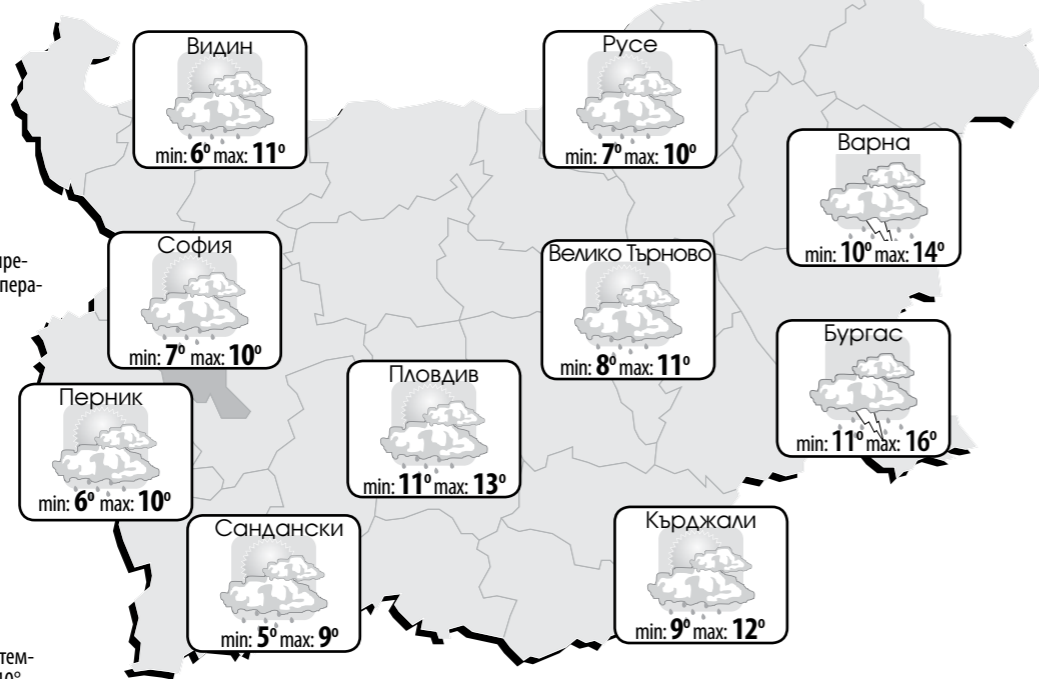 Видин
min: 6° max: 11°
Русе
min: 7° max: 10°
Варна
min: 10° max: 14°
София
min: 7° max: 10°
Велико Търново
min: 8° max: 11°
Бургас
min: 11° max: 16°
Пловдив
min: 11° max: 13°
Перник
min: 6° max: 10°
Сандански
min: 5° max: 9°
Кърджали
min: 9° max: 12°
пера-
тем-